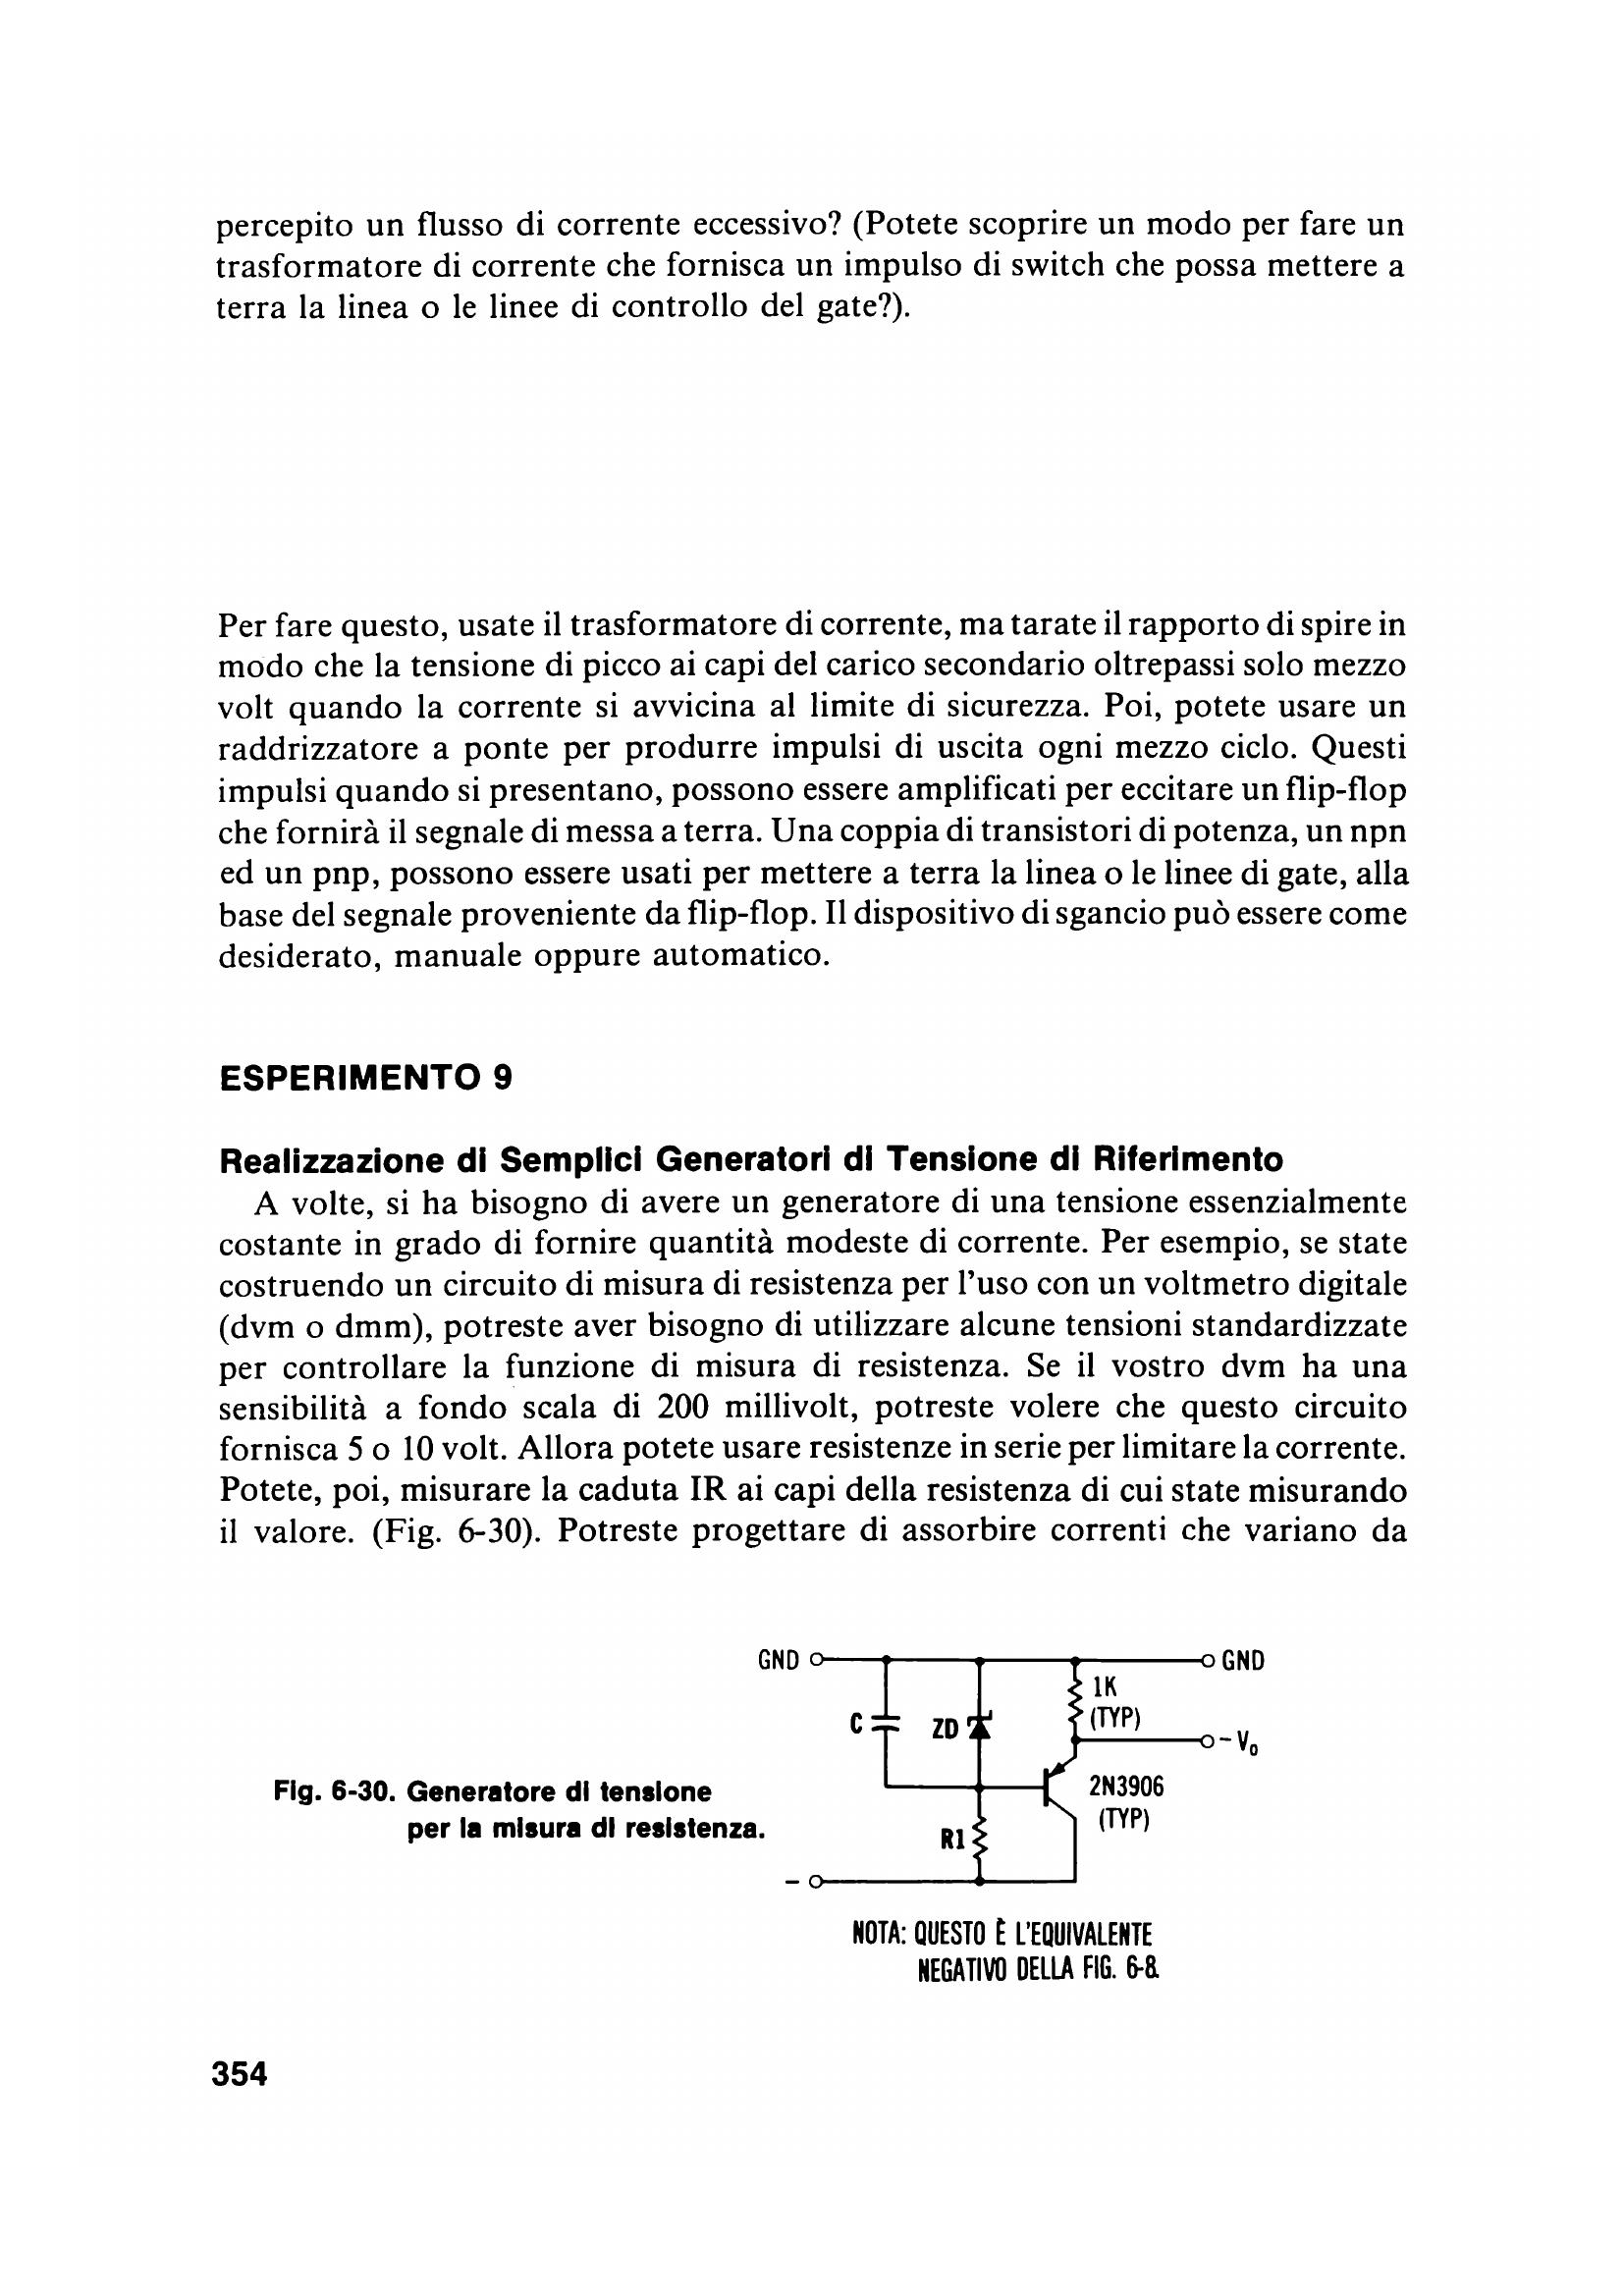 percepito un flusso di corrente eccessivo? (Potete scoprire un modo per fare un
trasformatore di corrente che fornisca un impulso di switch che possa mettere a
terra la linea o le linee di controllo del gate?).
Per fare questo, usate il trasformatore di corrente, ma tarate il rapporto di spire in
modo che la tensione di picco ai capi del carico secondario oltrepassi solo mezzo
volt quando la corrente si avvicina al limite di sicurezza. Poi, potete usare un
raddrizzatore a ponte per produrre impulsi di uscita ogni mezzo ciclo. Questi
impulsi quando si presentano, possono essere amplificati per eccitare un flip-flop
che fornirà il segnale di messa a terra. Una coppia di transistori di potenza, un npn
ed un pnp, possono essere usati per mettere a terra la linea o le linee di gate, alla
base del segnale proveniente da flip-flop. Il dispositivo di sgancio può essere come
desiderato, manuale oppure automatico.
ESPERIMENTO 9
Realizzazione di Semplici Generatori di Tensione di Riferimento
A volte, si ha bisogno di avere un generatore di una tensione essenzialmente
costante in grado di fornire quantità modeste di corrente. Per esempio, se state
costruendo un circuito di misura di resistenza per l'uso con un voltmetro digitale
(dvm o dmm), potreste aver bisogno di utilizzare alcune tensioni standardizzate
per controllare la funzione di misura di resistenza. Se il vostro dvm ha una
sensibilità a fondo scala di 200 millivolt, potreste volere che questo circuito
fornisca 5 o 10 volt. Allora potete usare resistenze in serie per limitare la corrente.
Potete, poi, misurare la caduta IR ai capi della resistenza di cui state misurando
il valore. (Fig. 6-30). Potreste progettare di assorbire correnti che variano da
GND
GND
1K
(TYP)
C
ZD
-V₀
2N3906
(TYP)
R1
-
Fig. 6-30. Generatore di tensione
per la misura di resistenza.
NOTA: QUESTO È L'EQUIVALENTE
NEGATIVO DELLA FIG. 6-8.
354